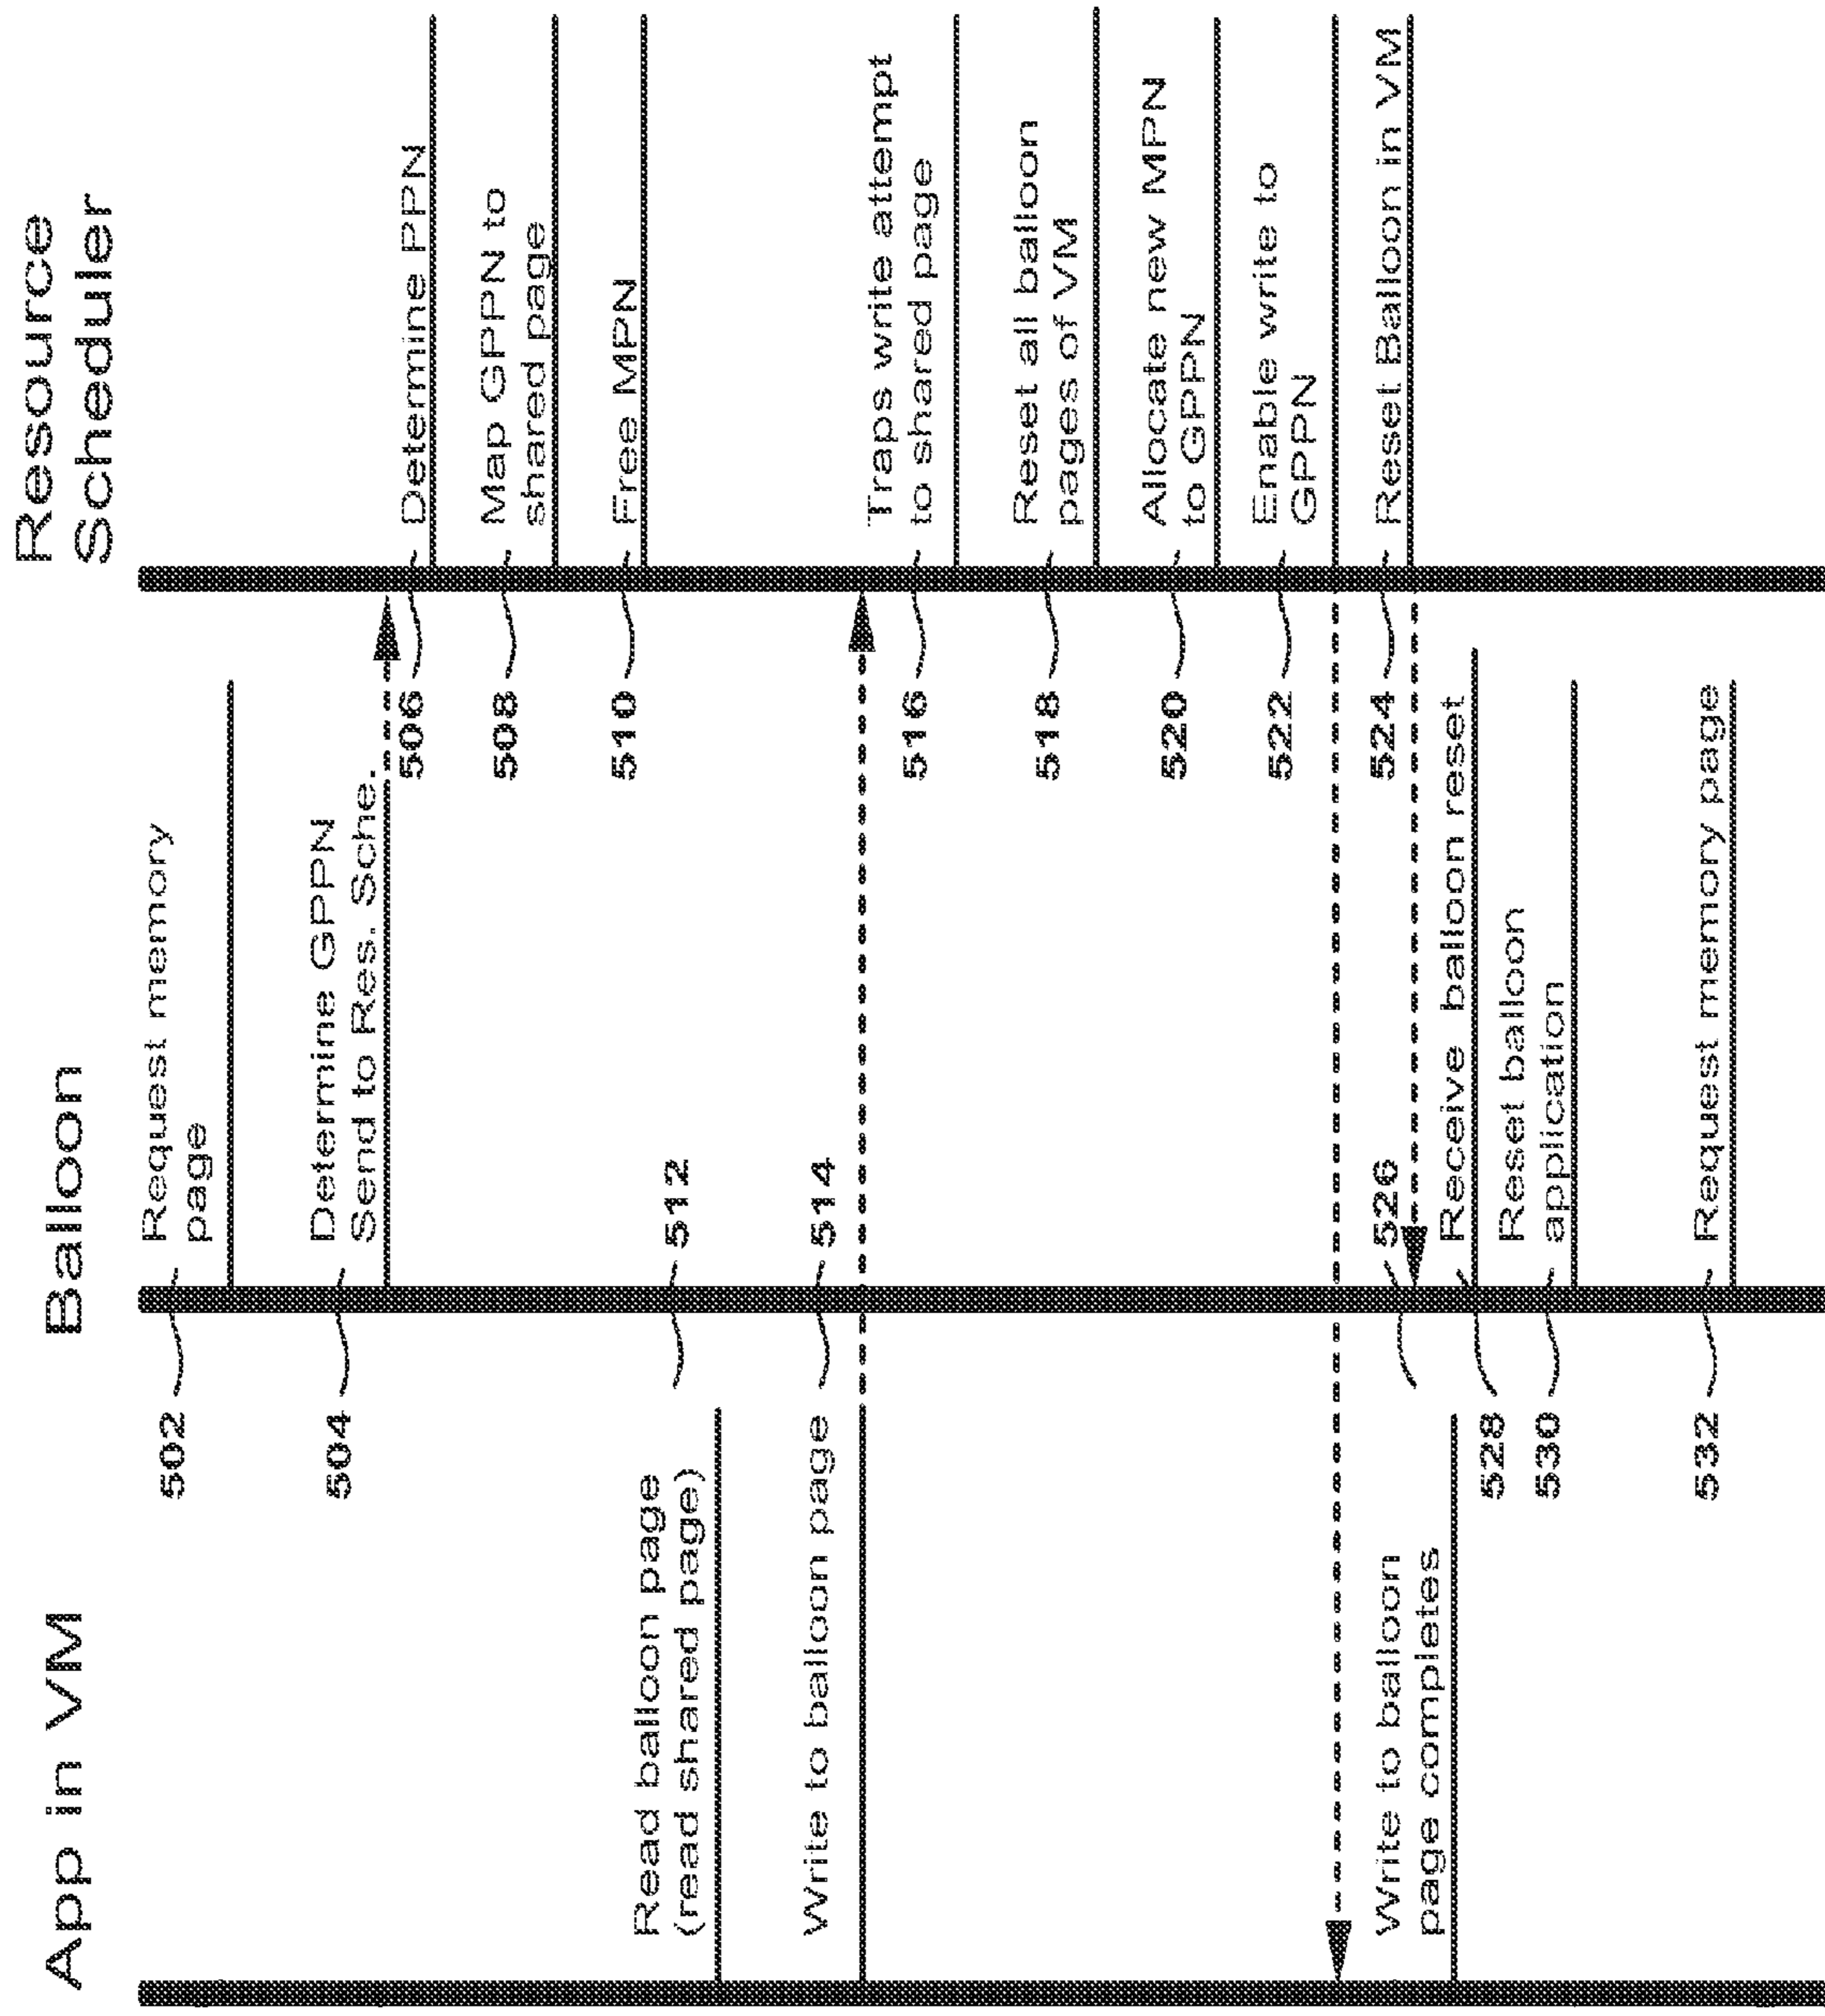 App in VM
Balloon
Resource
Scheduler
502
Request memory
page
504
Determine GPPN
Send to Res. Sche.
506
Determine PPN
508
Map GPPN to
shared page
510
Free MPN
Read balloon page
(read shared page)
512
Write to balloon page
514
516
Traps write attempt
to shared page
518
Reset all balloon
pages of VM
520
Allocate new MPN
to GPPN
522
Enable write to
GPPN
524
Reset Balloon in VM
Write to balloon
page completes
526
528
Receive balloon reset
530
Reset balloon
application
532
Request memory page